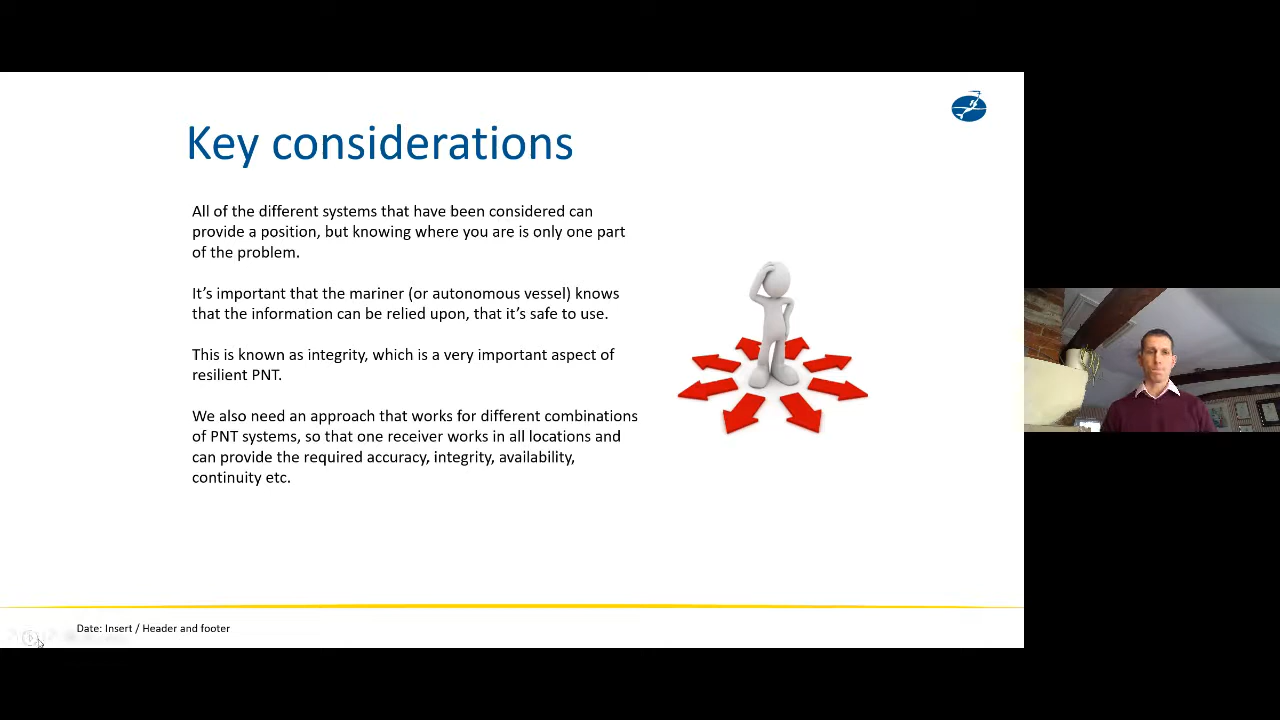 Key considerations
All of the different systems that have been considered can
provide a position, but knowing where you are is only one part
of the problem.
It’s important that the mariner (or autonomous vessel) knows
that the information can be relied upon, that it’s safe to use.
This is known as integrity, which is a very important aspect of
resilient PNT.
We also need an approach that works for different combinations
of PNT systems, so that one receiver works in all locations and
can provide the required accuracy, integrity, availability,
continuity etc.
Date: Insert / Header and footer